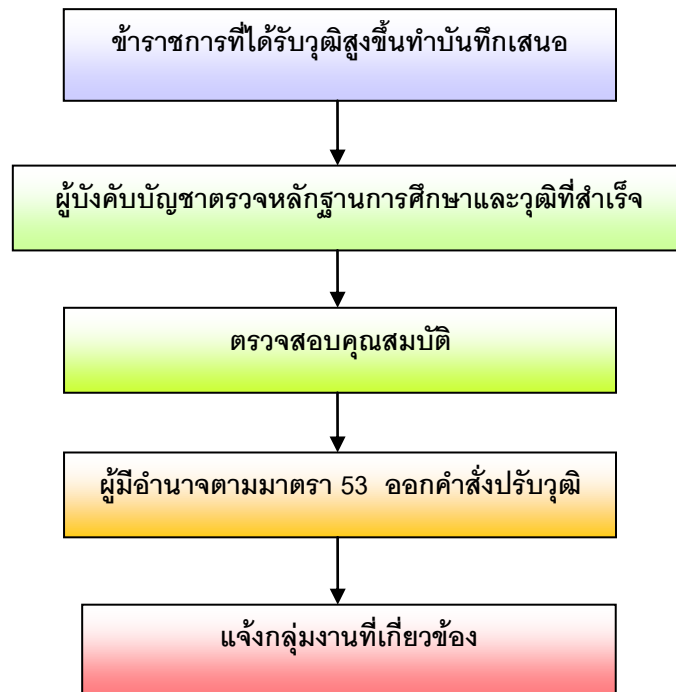 ข้าราชการที่ได้รับวุฒิสูงขึ้นทำบันทึกเสนอ
ผู้บังคับบัญชาตรวจหลักฐานการศึกษาและวุฒิที่สำเร็จ
ตรวจสอบคุณสมบัติ
ผู้มีอำนาจตามมาตรา 53 ออกคำสั่งปรับวุฒิ
แจ้งกลุ่มงานที่เกี่ยวข้อง